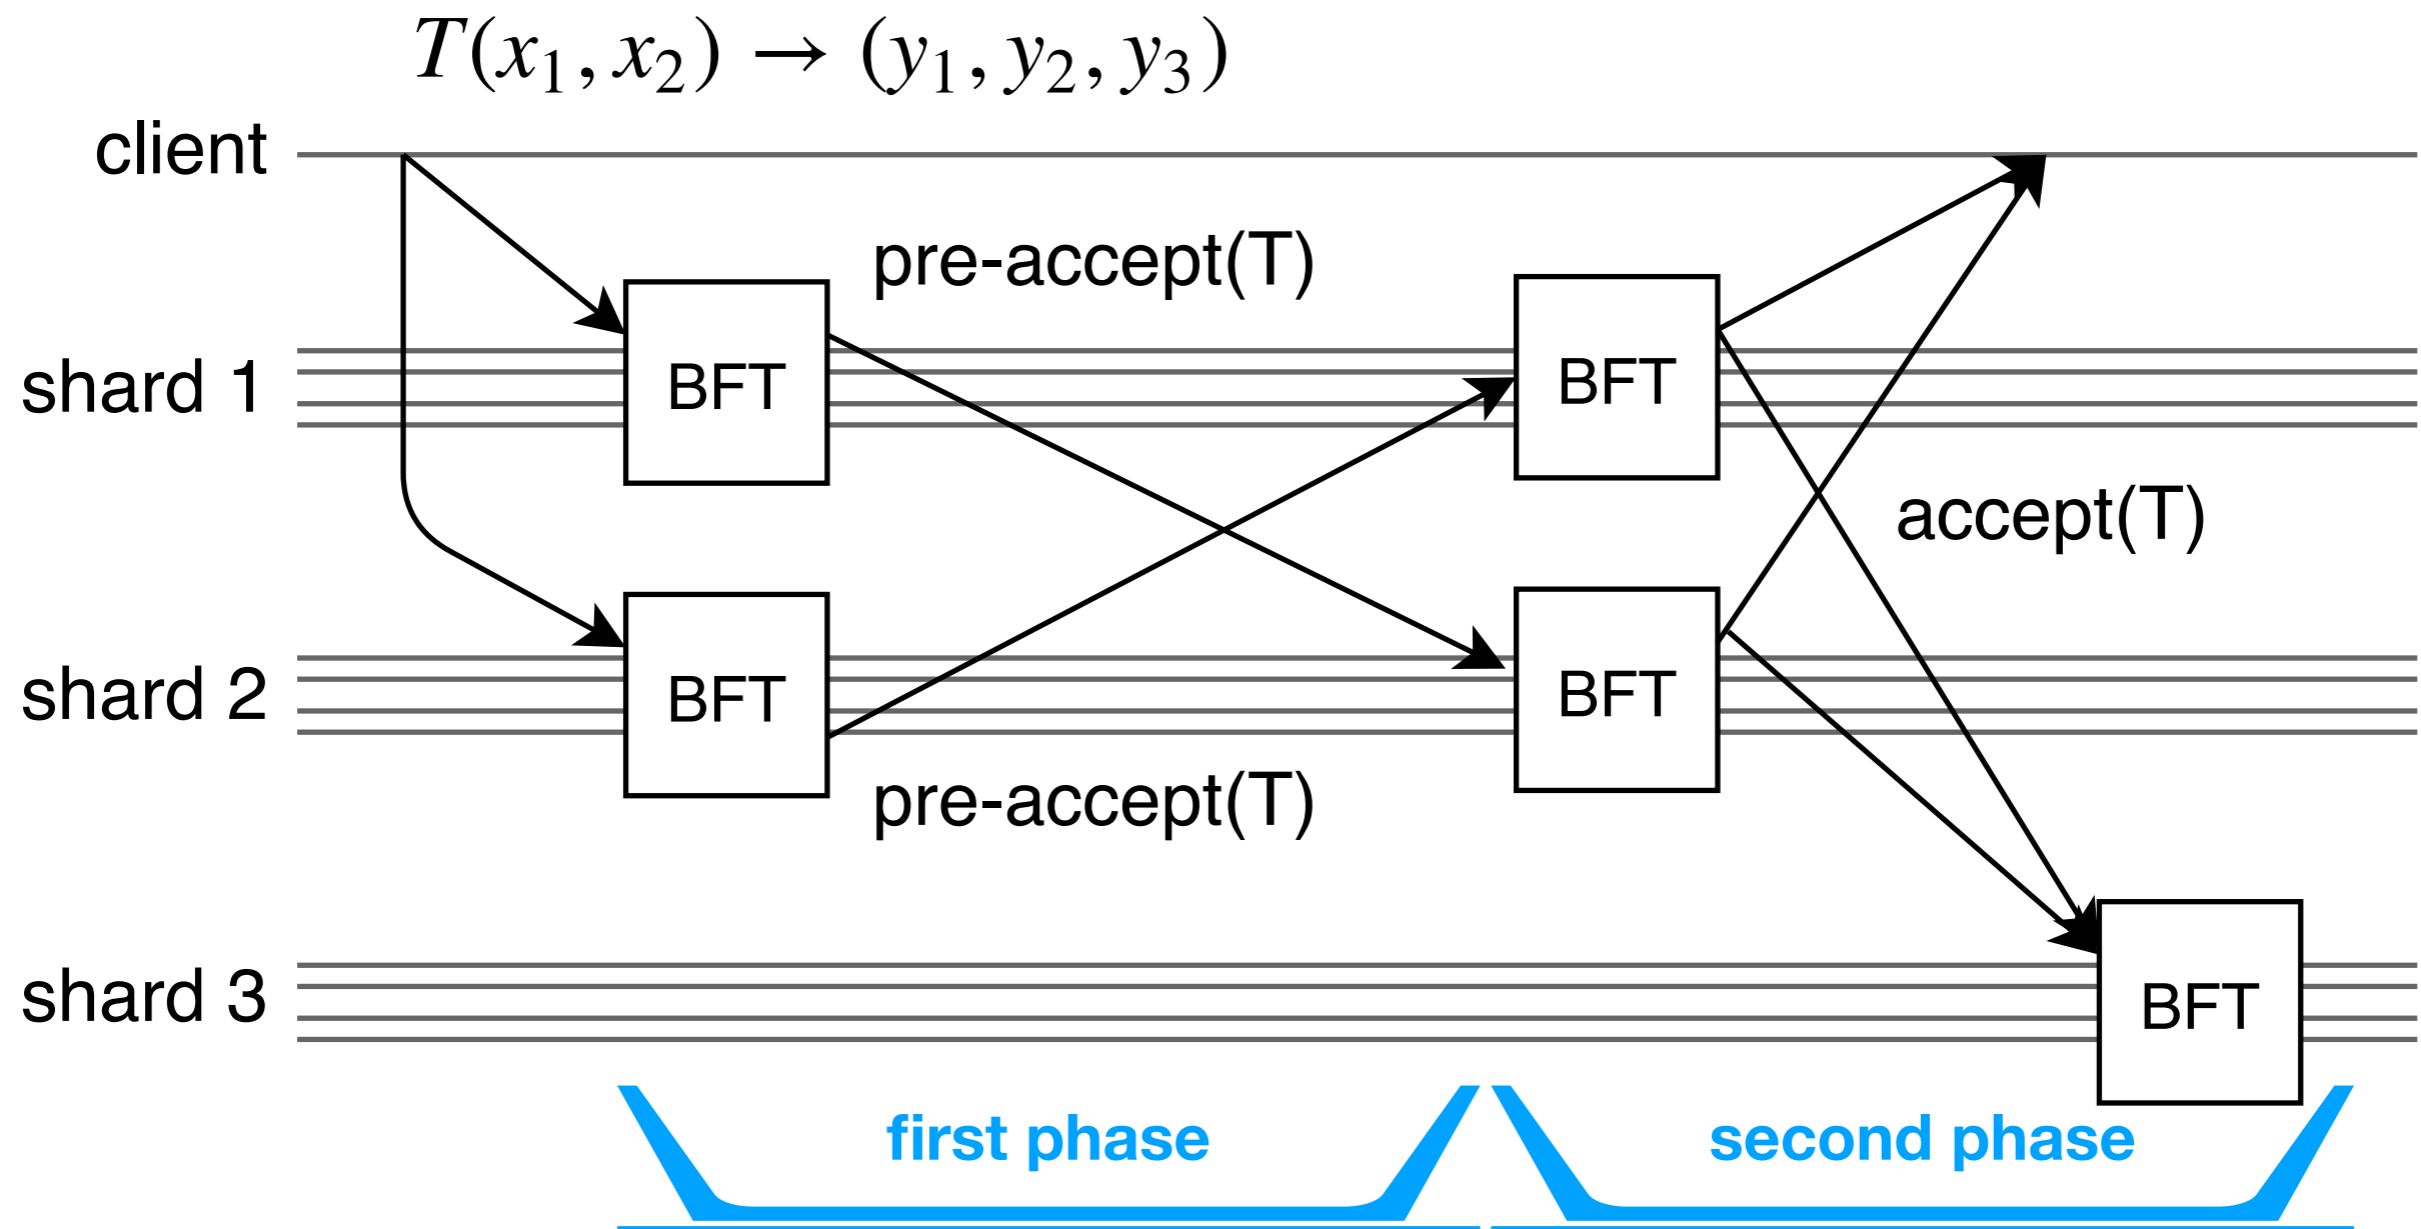 T(x₁, x₂) → (y₁, y₂, y₃)
client
pre-accept(T)
shard 1
BFT
BFT
accept(T)
shard 2
BFT
BFT
pre-accept(T)
shard 3
BFT
first phase
second phase